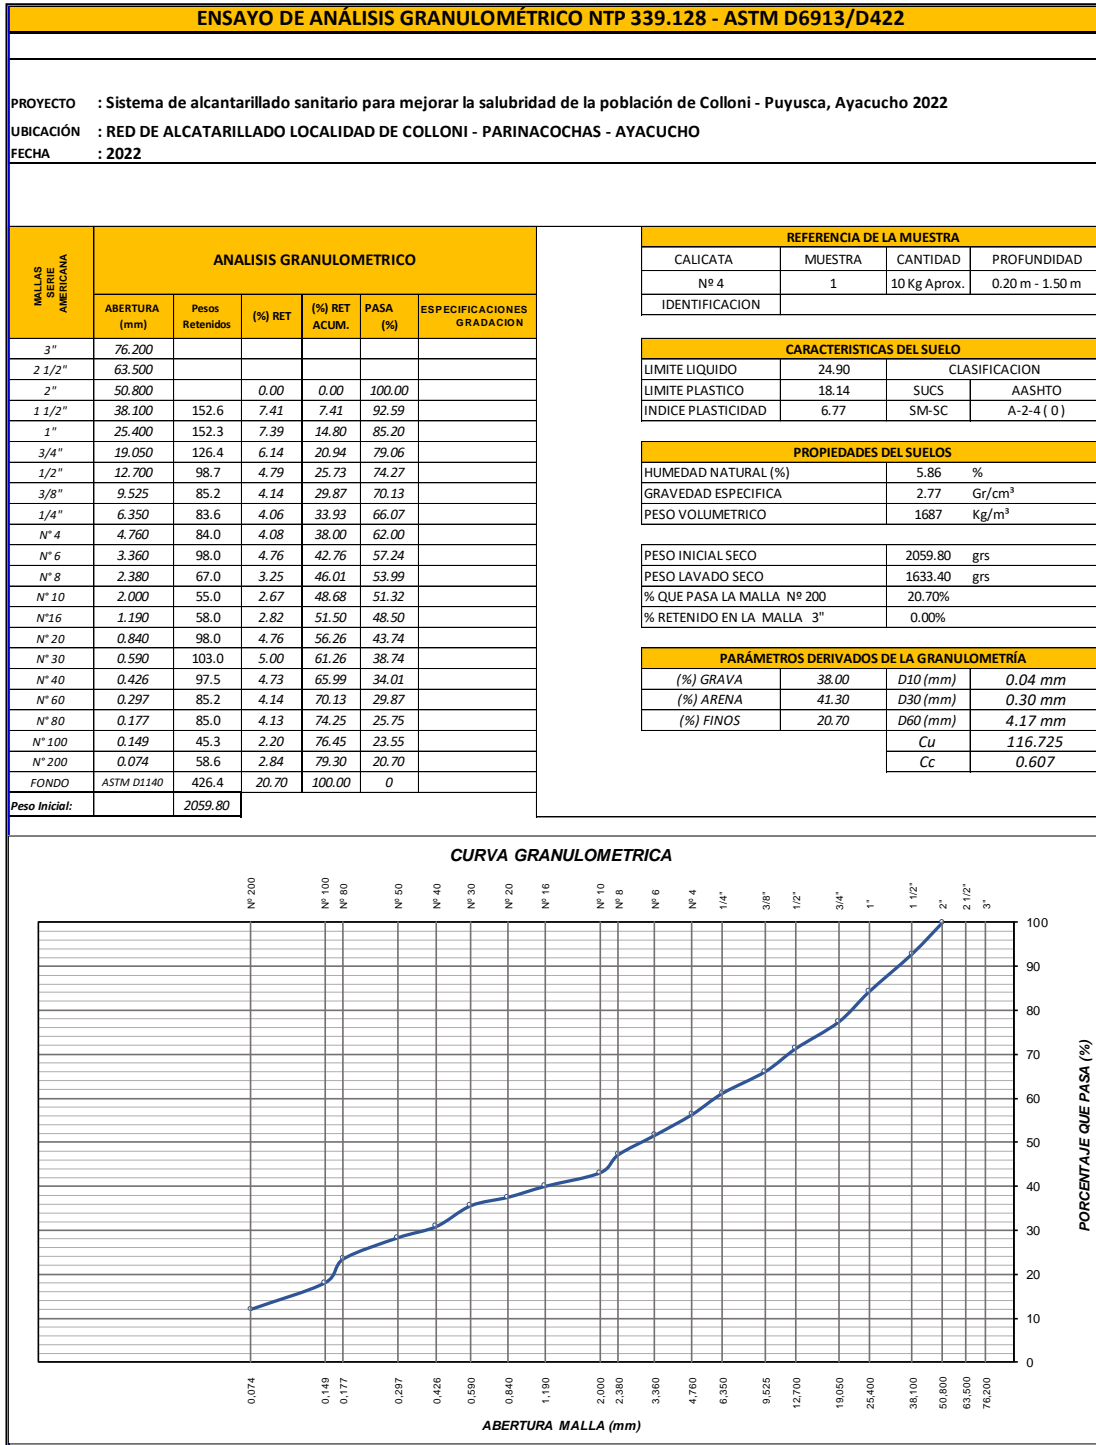 ENSAYO DE ANÁLISIS GRANULOMÉTRICO NTP 339.128 - ASTM D6913/D422
PROYECTO : Sistema de alcantarillado sanitario para mejorar la salubridad de la población de Colloni - Puyusca, Ayacucho 2022
UBICACIÓN : RED DE ALCATARILLADO LOCALIDAD DE COLLONI - PARINACOCHAS - AYACUCHO
FECHA : 2022
MALLAS SERIE AMERICANA
ANALISIS GRANULOMETRICO
ABERTURA (mm) Pesos Retenidos (%) RET (%) RET ACUM. PASA (%) ESPECIFICACIONES GRADACION
3" 76.200
2 1/2" 63.500
2" 50.800 0.00 0.00 100.00
1 1/2" 38.100 152.6 7.41 7.41 92.59
1" 25.400 152.3 7.39 14.80 85.20
3/4" 19.050 126.4 6.14 20.94 79.06
1/2" 12.700 98.7 4.79 25.73 74.27
3/8" 9.525 85.2 4.14 29.87 70.13
1/4" 6.350 83.6 4.06 33.93 66.07
N° 4 4.760 84.0 4.08 38.00 62.00
N° 6 3.360 98.0 4.76 42.76 57.24
N° 8 2.380 67.0 3.25 46.01 53.99
N° 10 2.000 55.0 2.67 48.68 51.32
N°16 1.190 58.0 2.82 51.50 48.50
N° 20 0.840 98.0 4.76 56.26 43.74
N° 30 0.590 103.0 5.00 61.26 38.74
N° 40 0.426 97.5 4.73 65.99 34.01
N° 60 0.297 85.2 4.14 70.13 29.87
N° 80 0.177 85.0 4.13 74.25 25.75
N° 100 0.149 45.3 2.20 76.45 23.55
N° 200 0.074 58.6 2.84 79.30 20.70
FONDO ASTM D1140 426.4 20.70 100.00 0
Peso Inicial: 2059.80
REFERENCIA DE LA MUESTRA
CALICATA MUESTRA CANTIDAD PROFUNDIDAD
Nº 4 1 10 Kg Aprox. 0.20 m - 1.50 m
IDENTIFICACION
CARACTERISTICAS DEL SUELO
LIMITE LIQUIDO 24.90 CLASIFICACION
LIMITE PLASTICO 18.14 SUCS AASHTO
INDICE PLASTICIDAD 6.77 SM-SC A-2-4 ( 0 )
PROPIEDADES DEL SUELOS
HUMEDAD NATURAL (%) 5.86 %
GRAVEDAD ESPECIFICA 2.77 Gr/cm³
PESO VOLUMETRICO 1687 Kg/m³
PESO INICIAL SECO 2059.80 grs
PESO LAVADO SECO 1633.40 grs
% QUE PASA LA MALLA Nº 200 20.70%
% RETENIDO EN LA MALLA 3" 0.00%
PARÁMETROS DERIVADOS DE LA GRANULOMETRÍA
(%) GRAVA 38.00 D10 (mm) 0.04 mm
(%) ARENA 41.30 D30 (mm) 0.30 mm
(%) FINOS 20.70 D60 (mm) 4.17 mm
Cu 116.725
Cc 0.607
CURVA GRANULOMETRICA
Nº 200 Nº 100 Nº 80 Nº 50 Nº 40 Nº 30 Nº 20 Nº 16 Nº 10 Nº 8 Nº 6 Nº 4 1/4" 3/8" 1/2" 3/4" 1" 1 1/2" 2" 2 1/2" 3"
100
90
80
70
60
50
40
30
20
10
0
PORCENTAJE QUE PASA (%)
0,074 0,149 0,177 0,297 0,426 0,590 0,840 1,190 2,000 2,380 3,360 4,760 6,350 9,525 12,700 19,050 25,400 38,100 50,800 63,500 76,200
ABERTURA MALLA (mm)